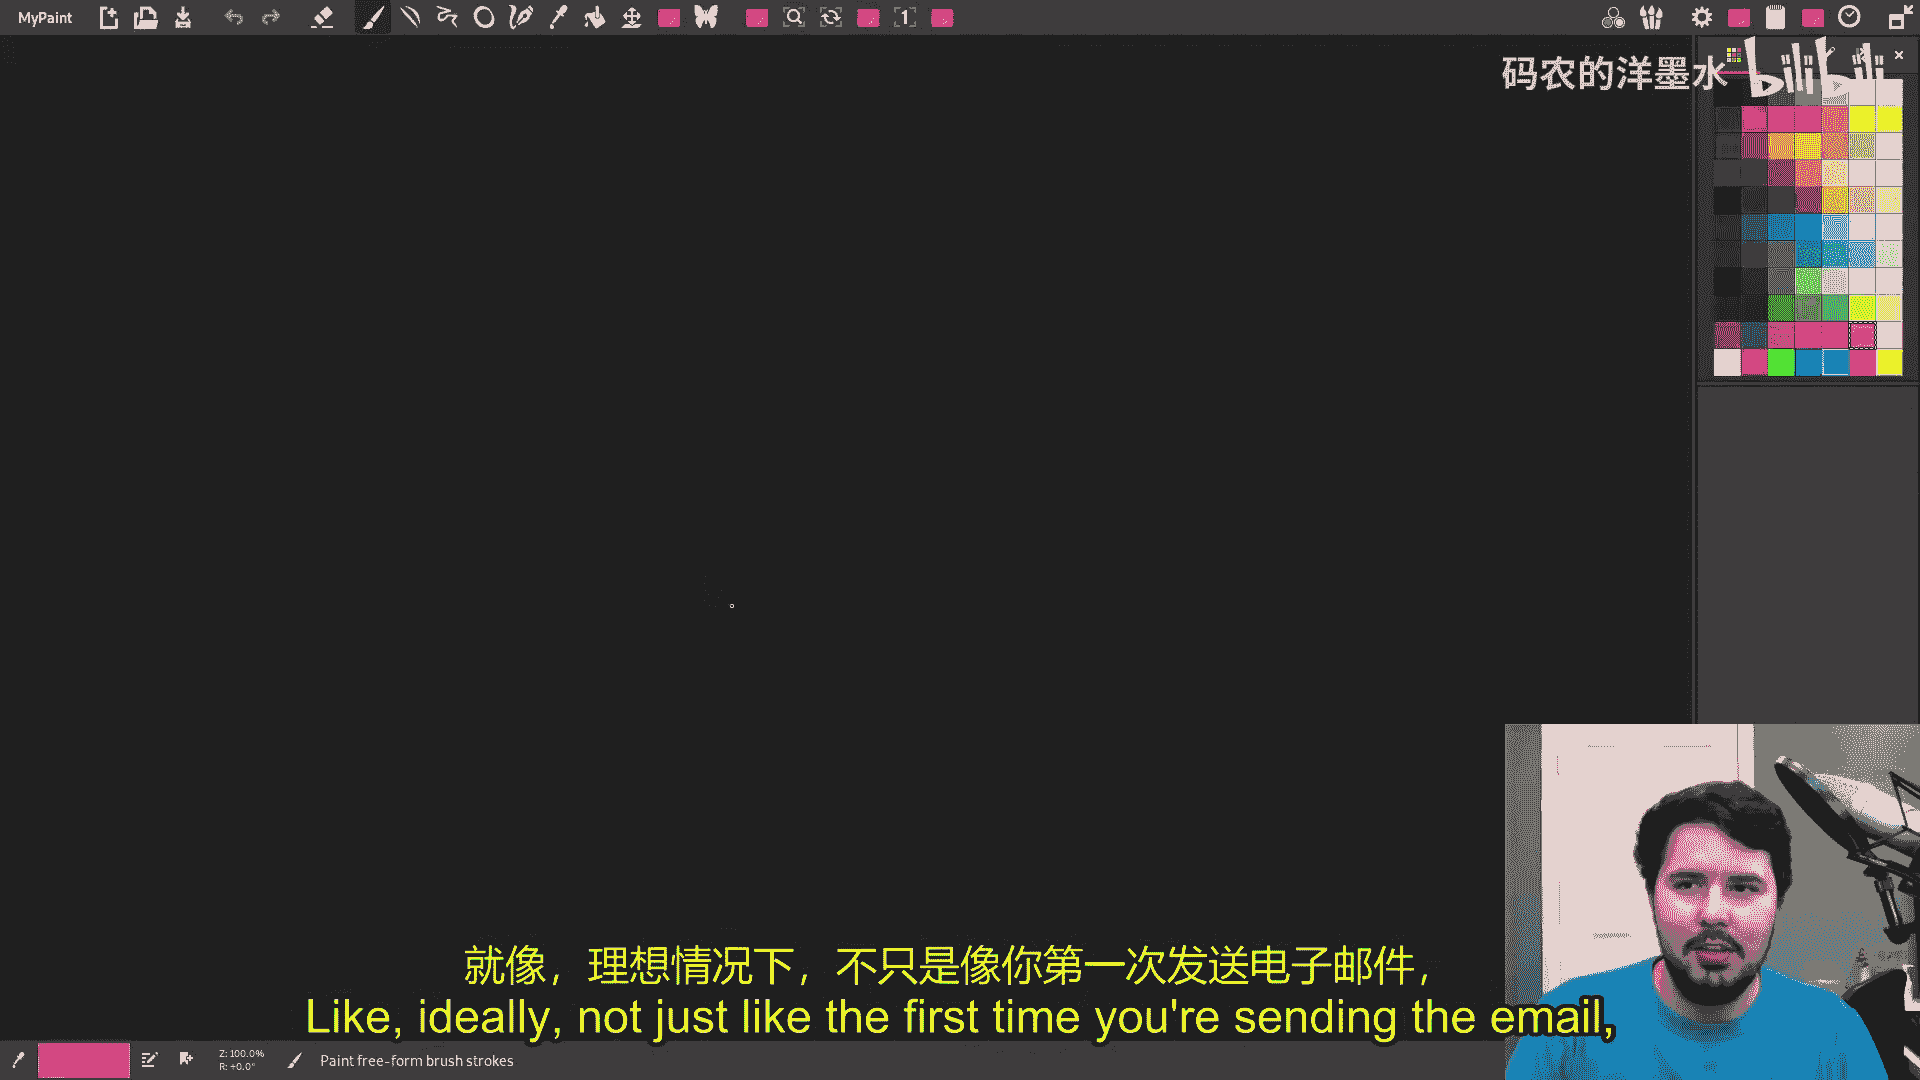 MyPaint
1
码农的洋墨水 bilibili
就像，理想情况下，不只是像你第一次发送电子邮件，
Like, ideally, not just like the first time you're sending the email,
Z: 100.0%
R: +0.0°
Paint free-form brush strokes